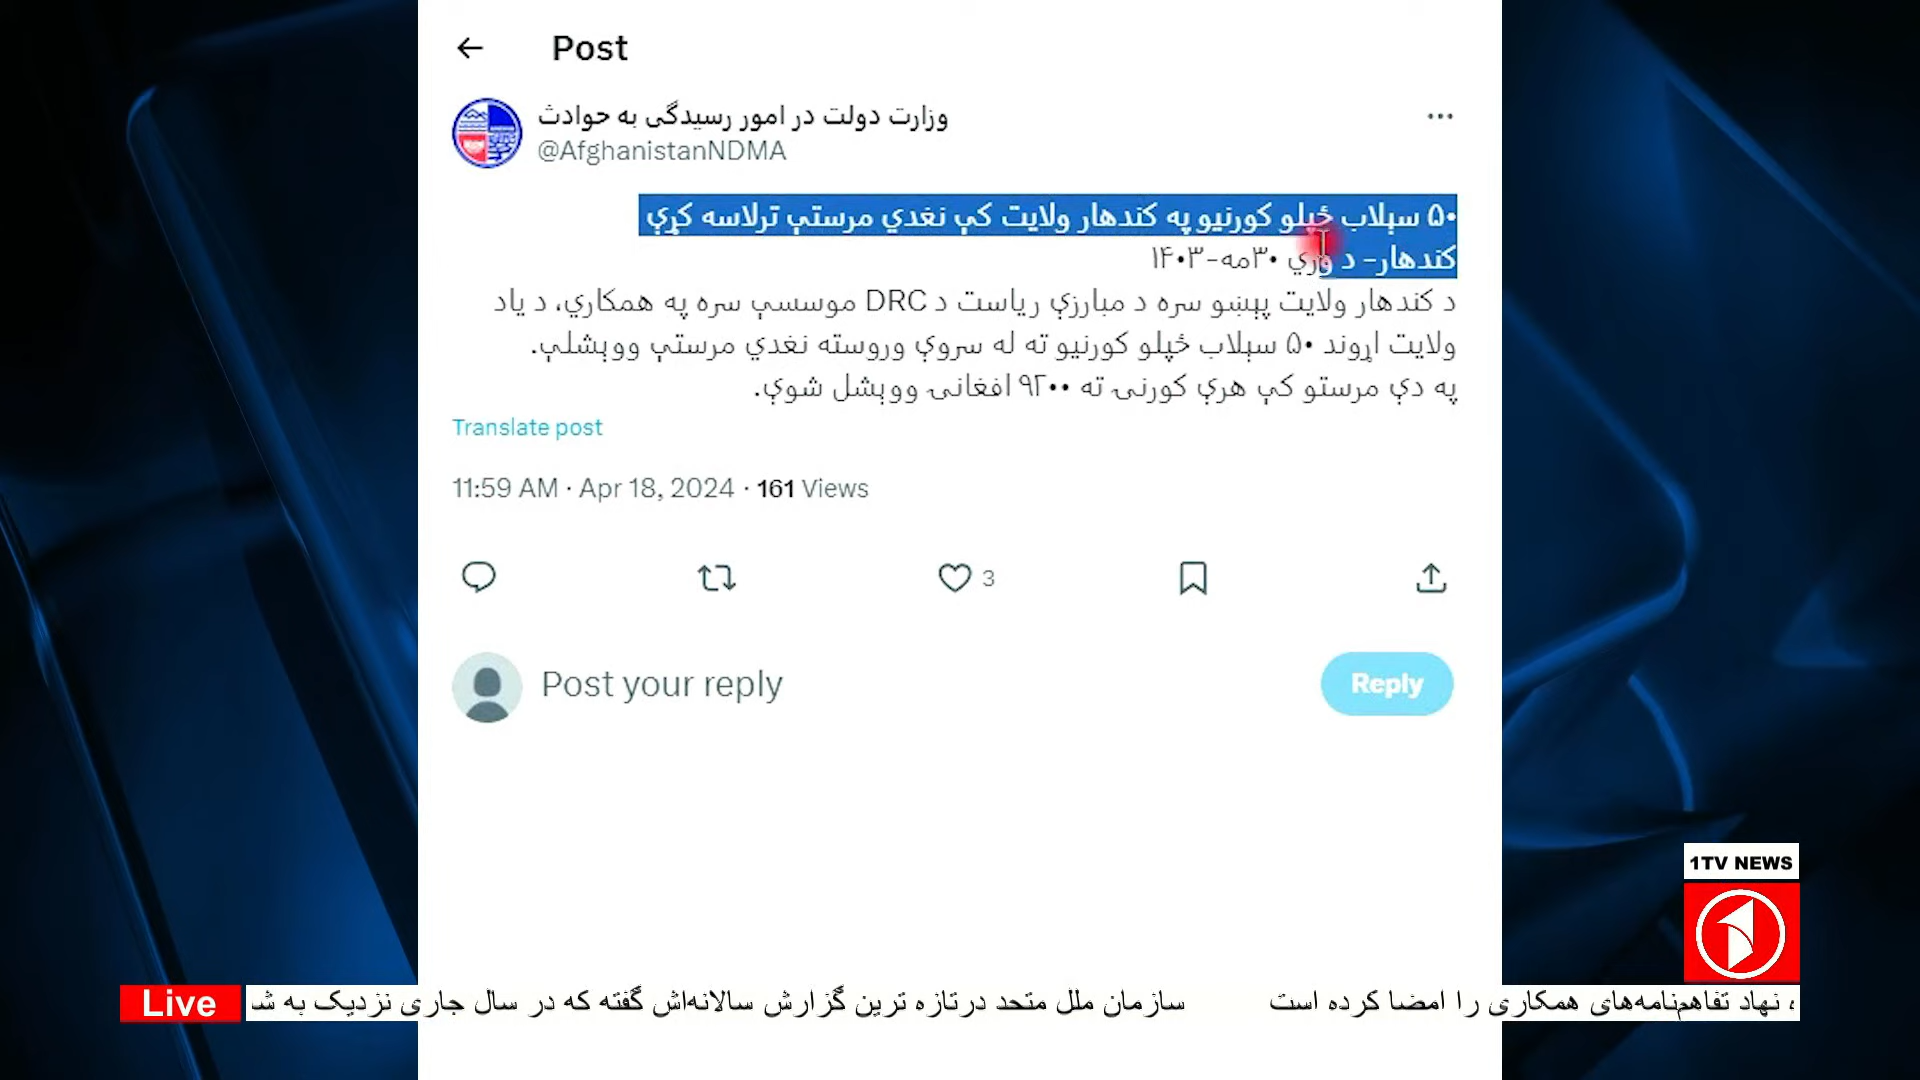 Post
وزارت دولت در امور رسیدگی به حوادث
@AfghanistanNDMA
۵۰ سېلاب ځپلو کورنیو په کندهار ولایت کې نغدي مرستې ترلاسه کړې
کندهار- د وري ۳۰مه-۱۴۰۳
د کندهار ولایت پېښو سره د مبارزې ریاست د DRC موسسې سره په همکارۍ، د یاد
ولایت اړوند ۵۰ سېلاب ځپلو کورنیو ته له سروې وروسته نغدي مرستې ووېشلې.
په دې مرستو کې هرې کورنۍ ته ۹۲۰۰ افغانۍ ووېشل شوې.
Translate post
11:59 AM · Apr 18, 2024 · 161 Views
3
Post your reply
Reply
1TV NEWS
Live
، نهاد تفاهم‌نامه‌های همکاری را امضا کرده است سازمان ملل متحد درتازه ترین گزارش سالانه‌اش گفته که در سال جاری نزدیک به